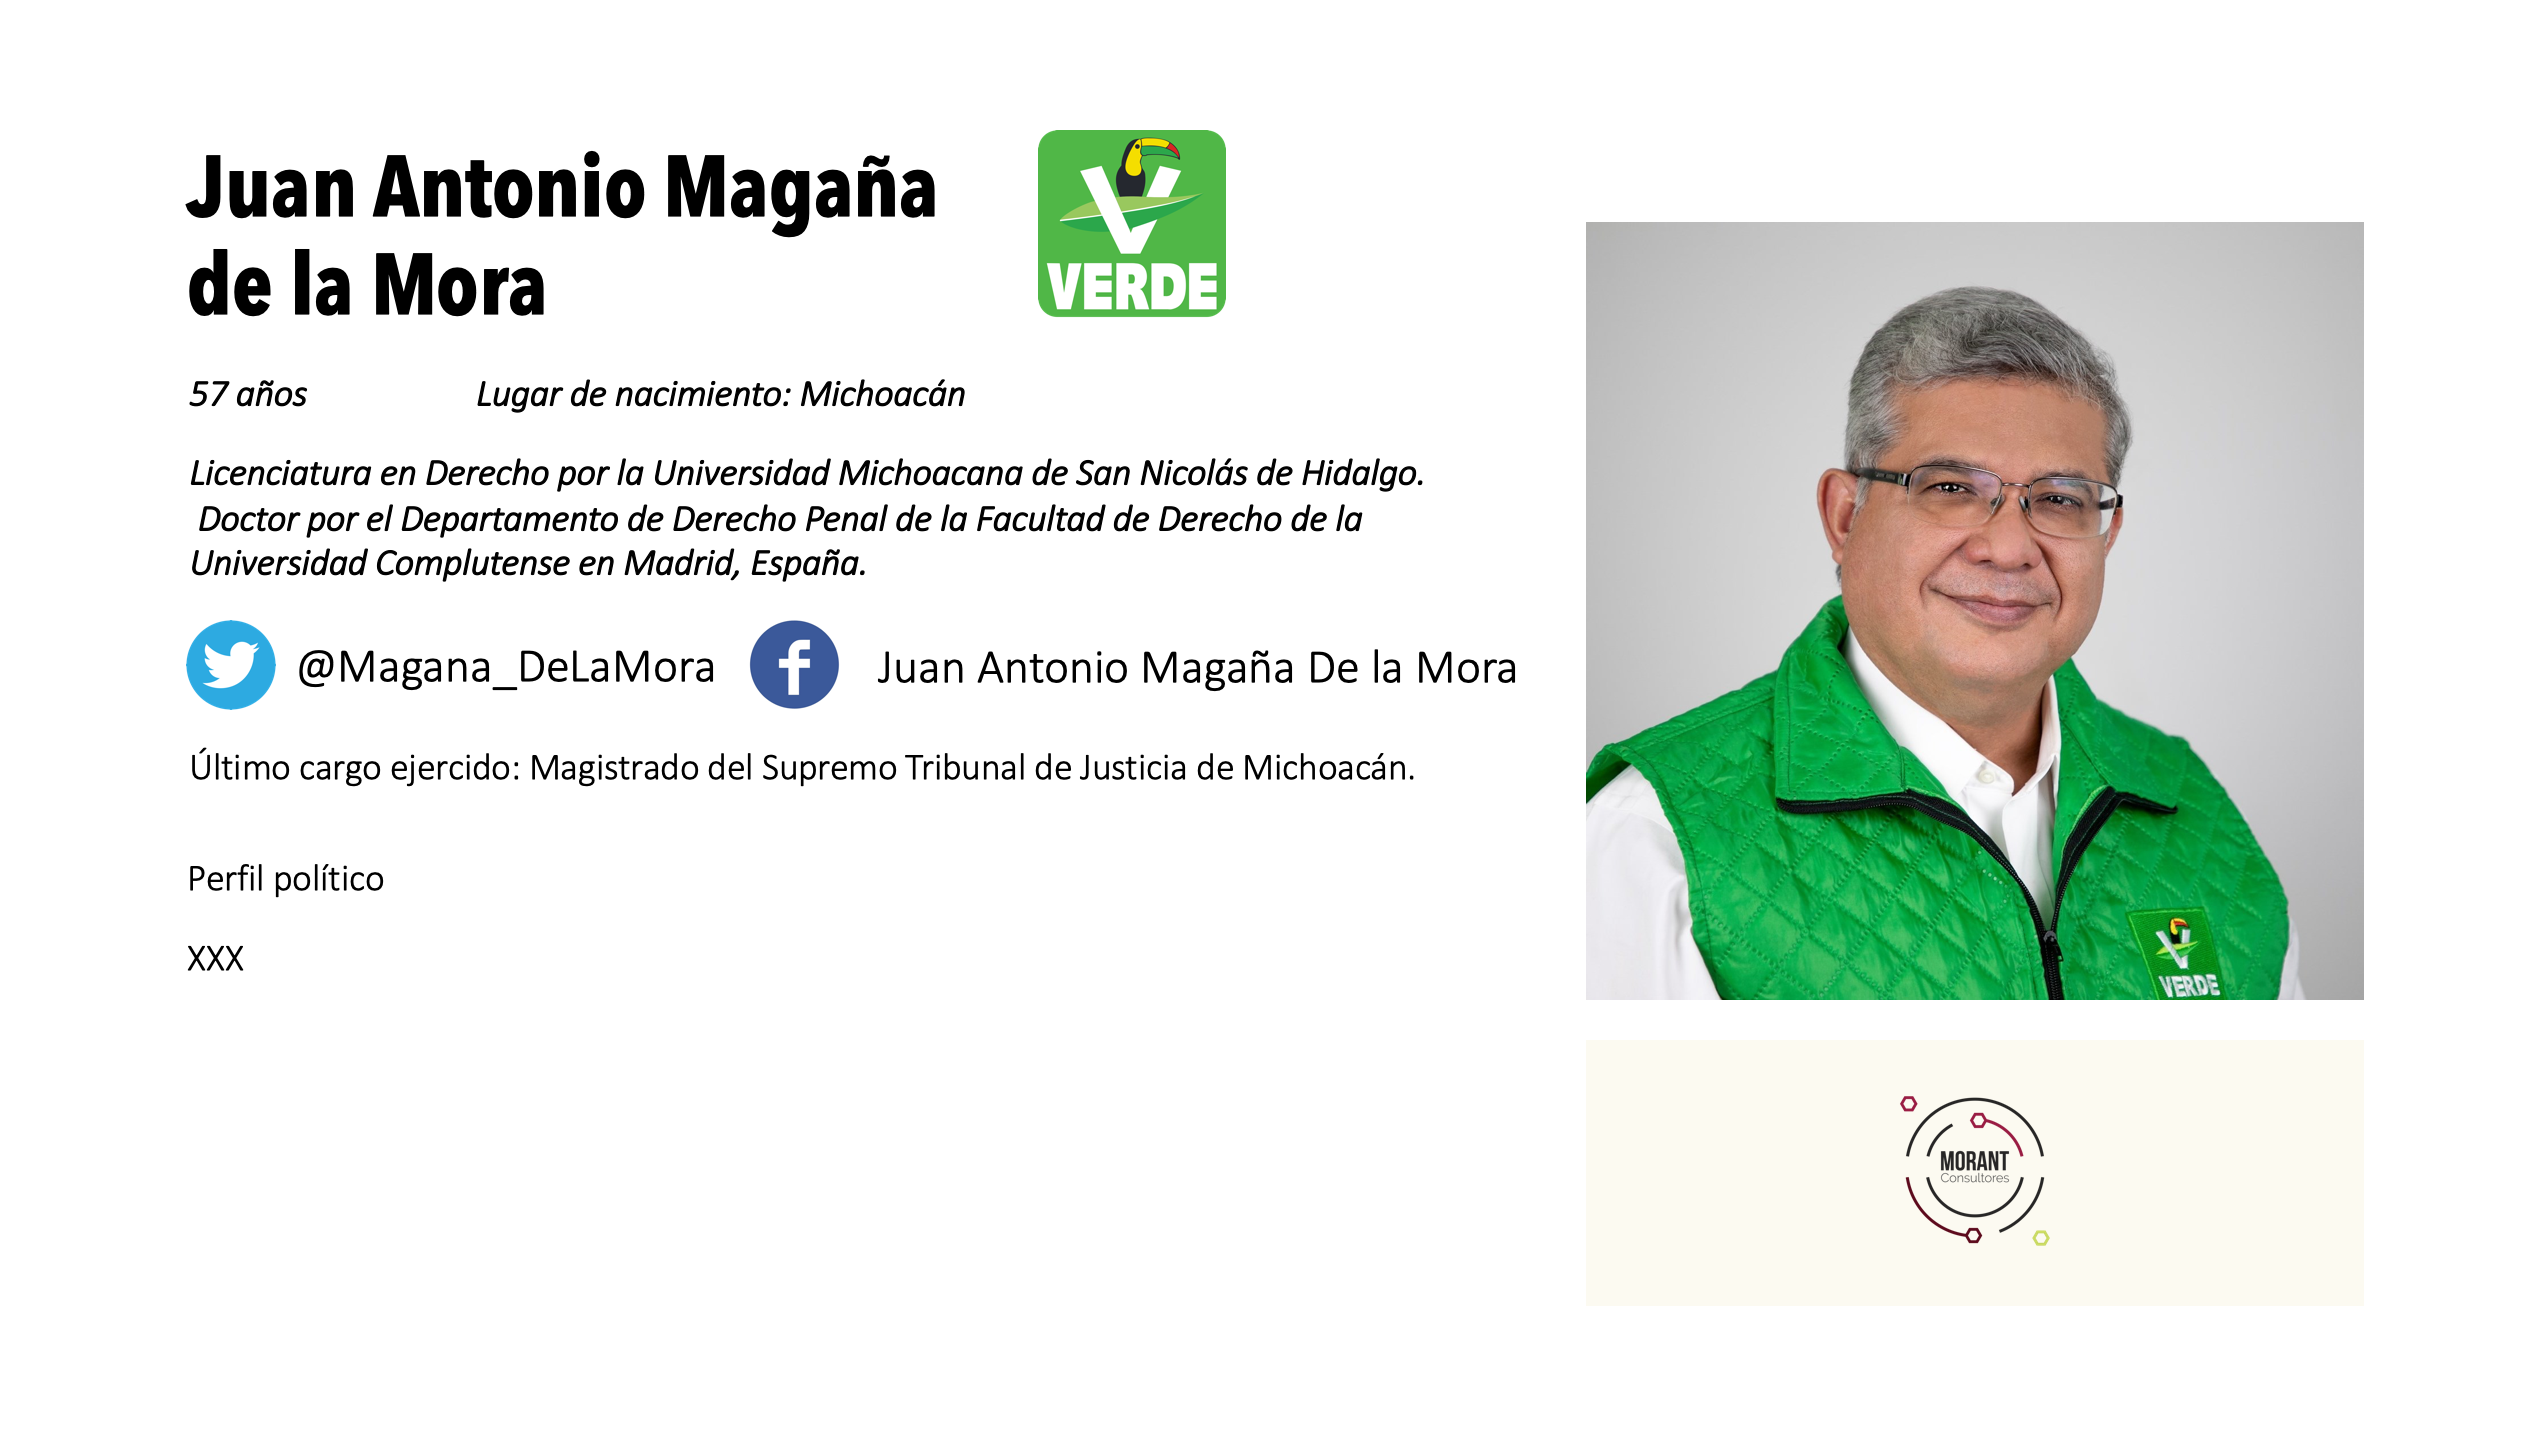 Juan Antonio Magaña
de la Mora
VERDE
57 años Lugar de nacimiento: Michoacán
Licenciatura en Derecho por la Universidad Michoacana de San Nicolás de Hidalgo.
Doctor por el Departamento de Derecho Penal de la Facultad de Derecho de la
Universidad Complutense en Madrid, España.
@Magana_DeLaMora Juan Antonio Magaña De la Mora
Último cargo ejercido: Magistrado del Supremo Tribunal de Justicia de Michoacán.
Perfil político
XXX
VERDE
MORANT
Consultores